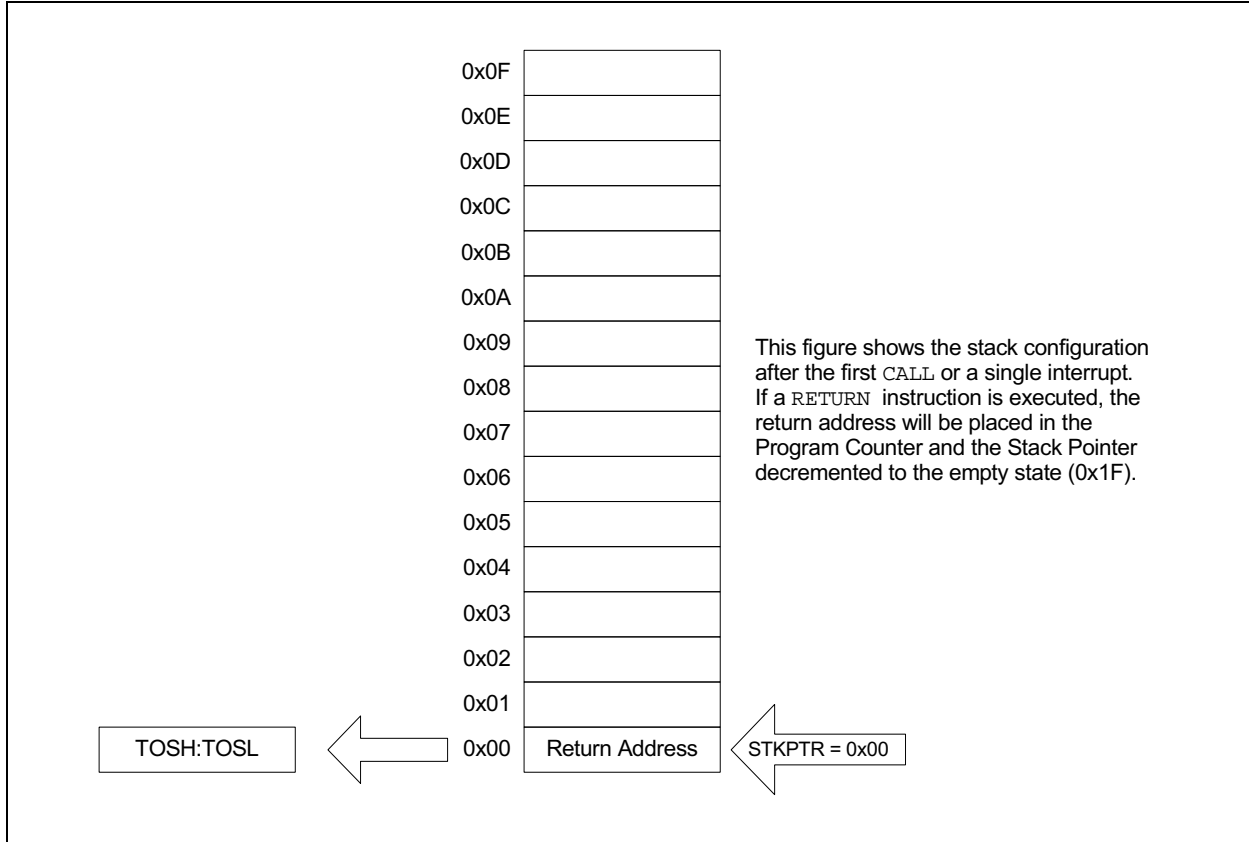 0x0F
0x0E
0x0D
0x0C
0x0B
0x0A
0x09
0x08
0x07
0x06
0x05
0x04
0x03
0x02
0x01
This figure shows the stack configuration
after the first CALL or a single interrupt.
If a RETURN instruction is executed, the
return address will be placed in the
Program Counter and the Stack Pointer
decremented to the empty state (0x1F).
TOSH:TOSL 0x00 Return Address STKPTR = 0x00